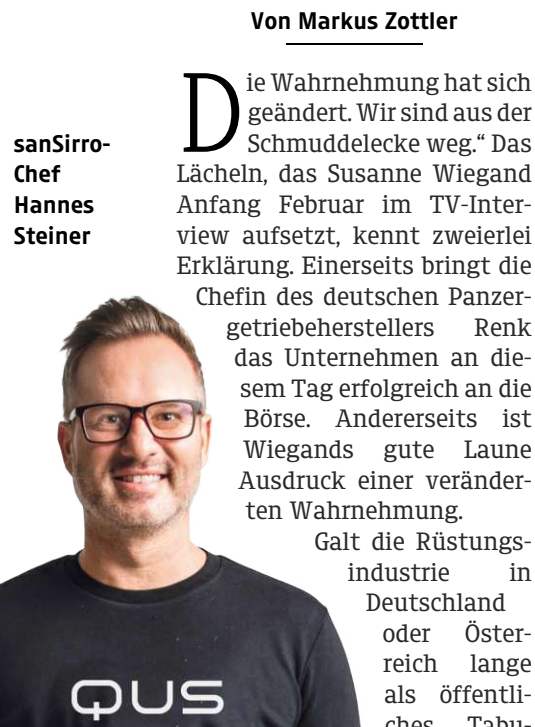 Von Markus Zottler
sanSirro-
Chef
Hannes
Steiner
Die Wahrnehmung hat sich
geändert. Wir sind aus der
Schmuddelecke weg.“ Das
Lächeln, das Susanne Wiegand
Anfang Februar im TV-Inter-
view aufsetzt, kennt zweierlei
Erklärung. Einerseits bringt die
Chefin des deutschen Panzer-
getriebeherstellers Renk
das Unternehmen an die-
sem Tag erfolgreich an die
Börse. Andererseits ist
Wiegands gute Laune
Ausdruck einer veränder-
ten Wahrnehmung.
Galt die Rüstungs-
industrie in
Deutschland
oder Öster-
reich lange
als öffentli-
ches Tabu-
QUS